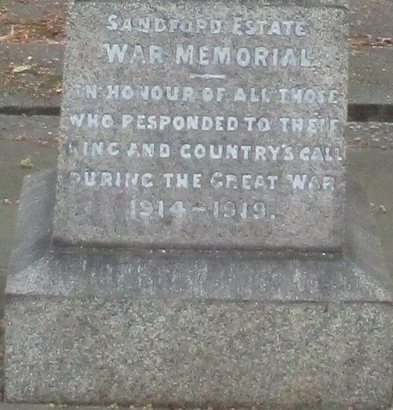 SANDFORD ESTATE
WAR MEMORIAL.
IN HONOUR OF ALL THOSE
WHO RESPONDED TO THEIR
KING AND COUNTRY'S CALL
DURING THE GREAT WAR
1914-1919.